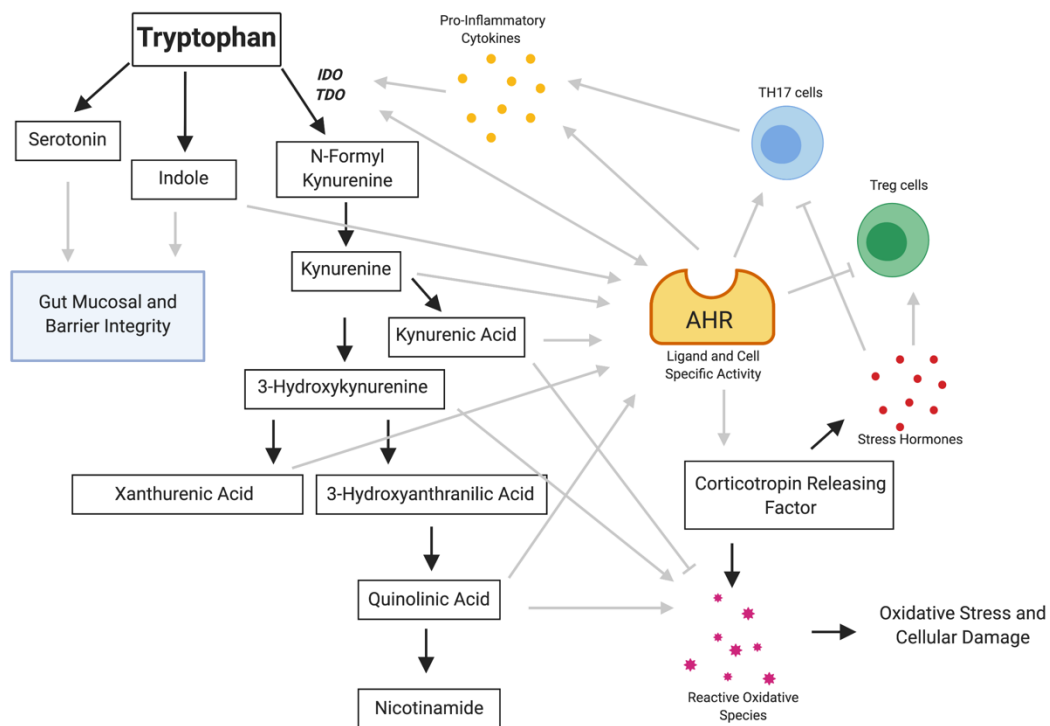 Tryptophan
Pro-Inflammatory
Cytokines
IDO
TDO
TH17 cells
Serotonin
Indole
N-Formyl
Kynurenine
Treg cells
Gut Mucosal and
Barrier Integrity
Kynurenine
Kynurenic Acid
AHR
Ligand and Cell
Specific Activity
3-Hydroxykynurenine
Stress Hormones
Xanthurenic Acid
3-Hydroxyanthranilic Acid
Corticotropin Releasing
Factor
Quinolinic Acid
Oxidative Stress and
Cellular Damage
Nicotinamide
Reactive Oxidative
Species